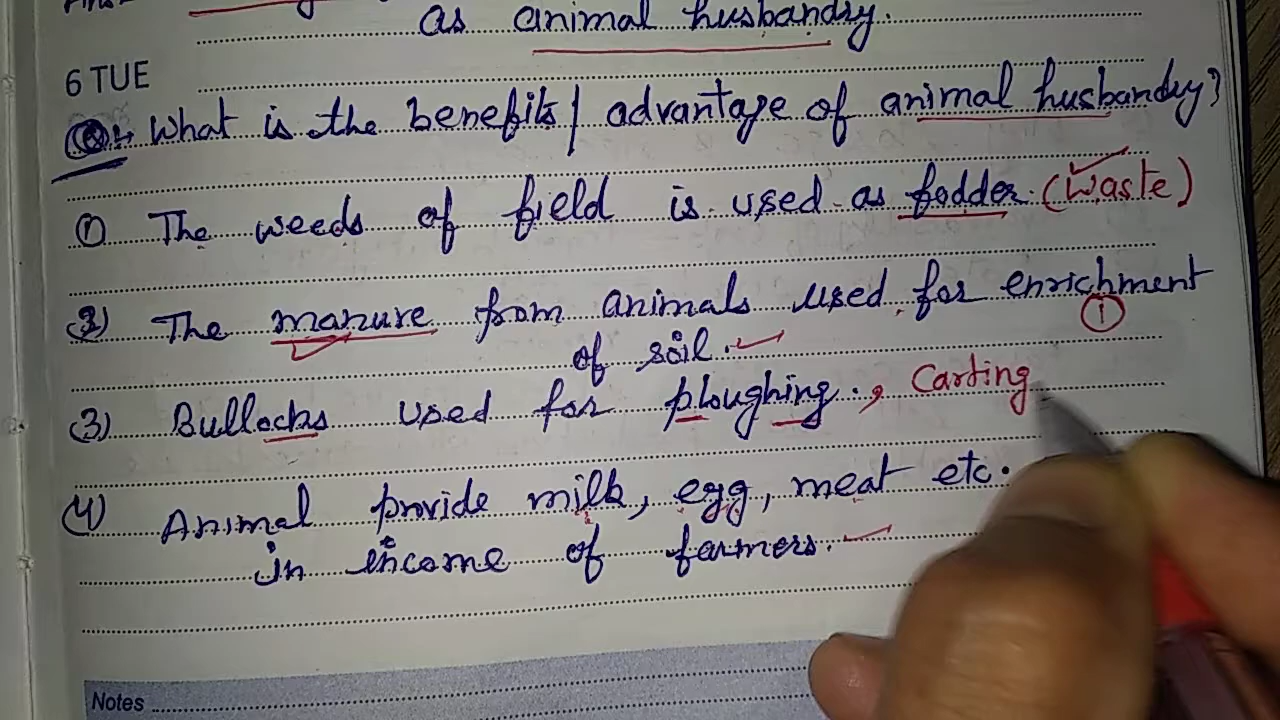 as animal husbandry.
6 TUE
Q:- What is the benefits/ advantage of animal husbandry?
① The weeds of field is used as fodder. (Waste)
(2) The manure from animals used for enrichment
①
of soil.
(3) Bullocks used for ploughing., Carting
(4) Animal provide milk, egg, meat etc.
in income of farmers.
Notes